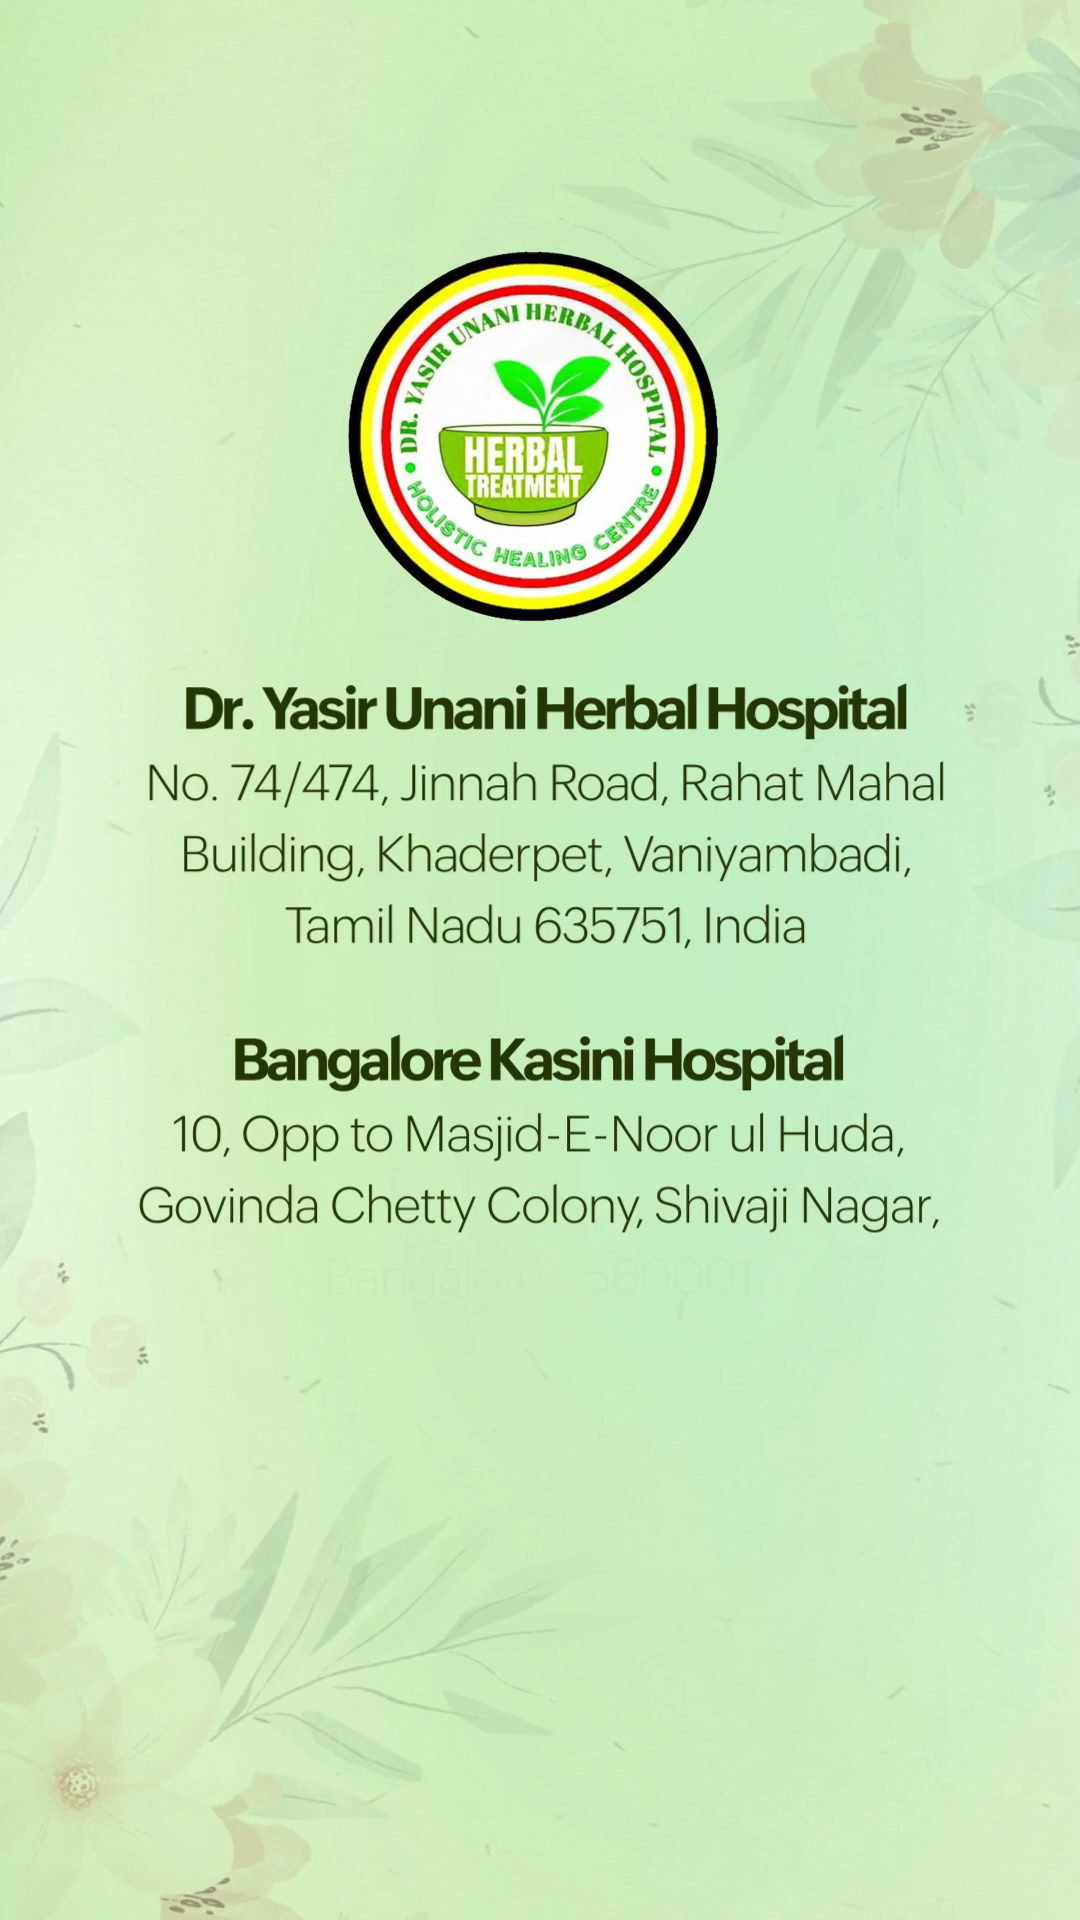 DR. YASIR UNANI HERBAL HOSPITAL
HERBAL
TREATMENT
HOLISTIC HEALING CENTRE
Dr. Yasir Unani Herbal Hospital
No. 74/474, Jinnah Road, Rahat Mahal
Building, Khaderpet, Vaniyambadi,
Tamil Nadu 635751, India
Bangalore Kasini Hospital
10, Opp to Masjid-E-Noor ul Huda,
Govinda Chetty Colony, Shivaji Nagar,
Bangalore 560001